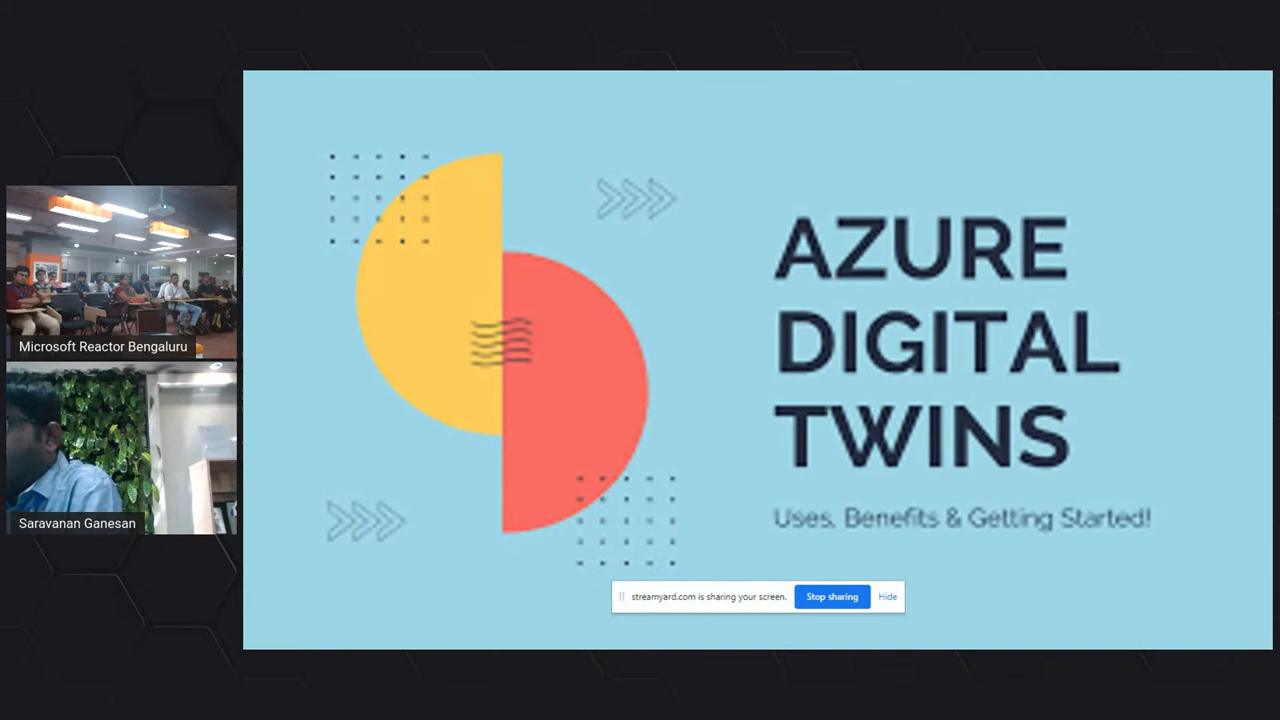 AZURE
DIGITAL
TWINS
Uses, Benefits & Getting Started!
Microsoft Reactor Bengaluru
Saravanan Ganesan
streamyard.com is sharing your screen.
Stop sharing
Hide